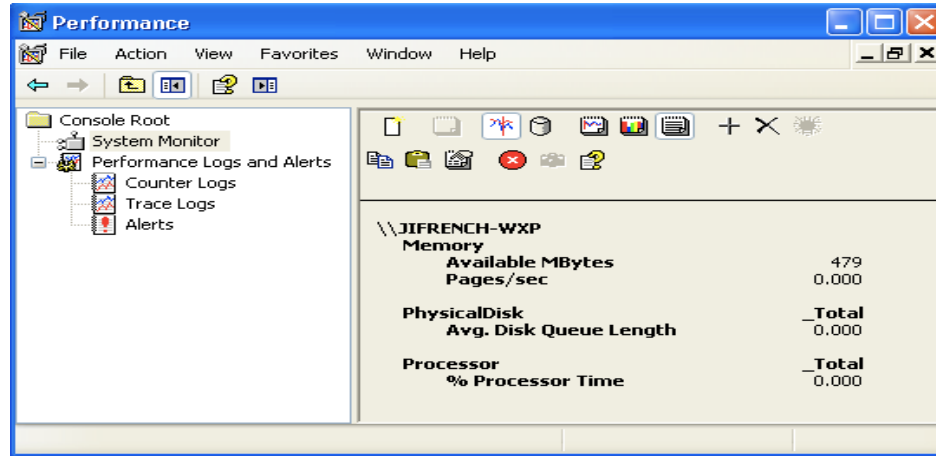 Performance
File Action View Favorites Window Help
Console Root
System Monitor
Performance Logs and Alerts
Counter Logs
Trace Logs
Alerts
\\JIFRENCH-WXP
Memory
Available MBytes 479
Pages/sec 0.000
PhysicalDisk _Total
Avg. Disk Queue Length 0.000
Processor _Total
% Processor Time 0.000